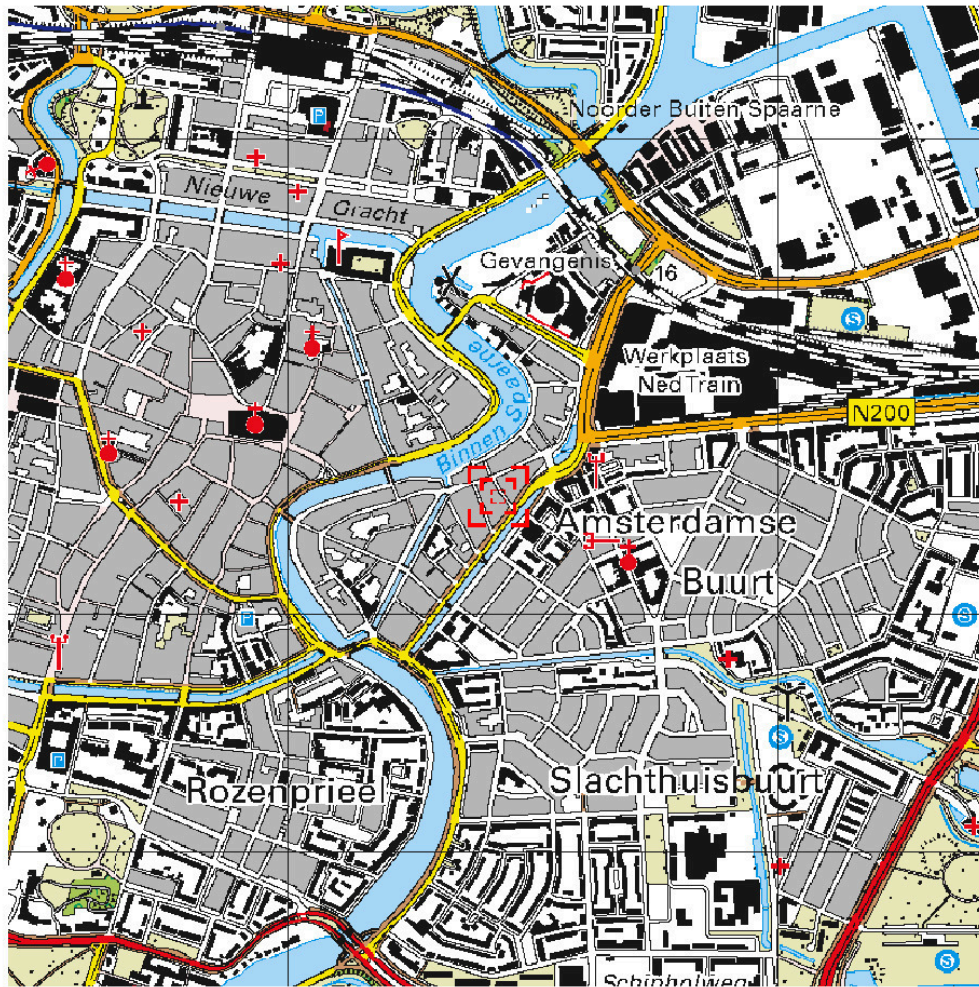 P
Noorder Buiten Spaarne
Nieuwe Gracht
Gevangenis
16
S
Werkplaats
NedTrain
N200
Binnen Spaarne
Amsterdamse
Buurt
S
P
S
P
Rozenprieel
Slachthuisbuurt
S
Schipholweg